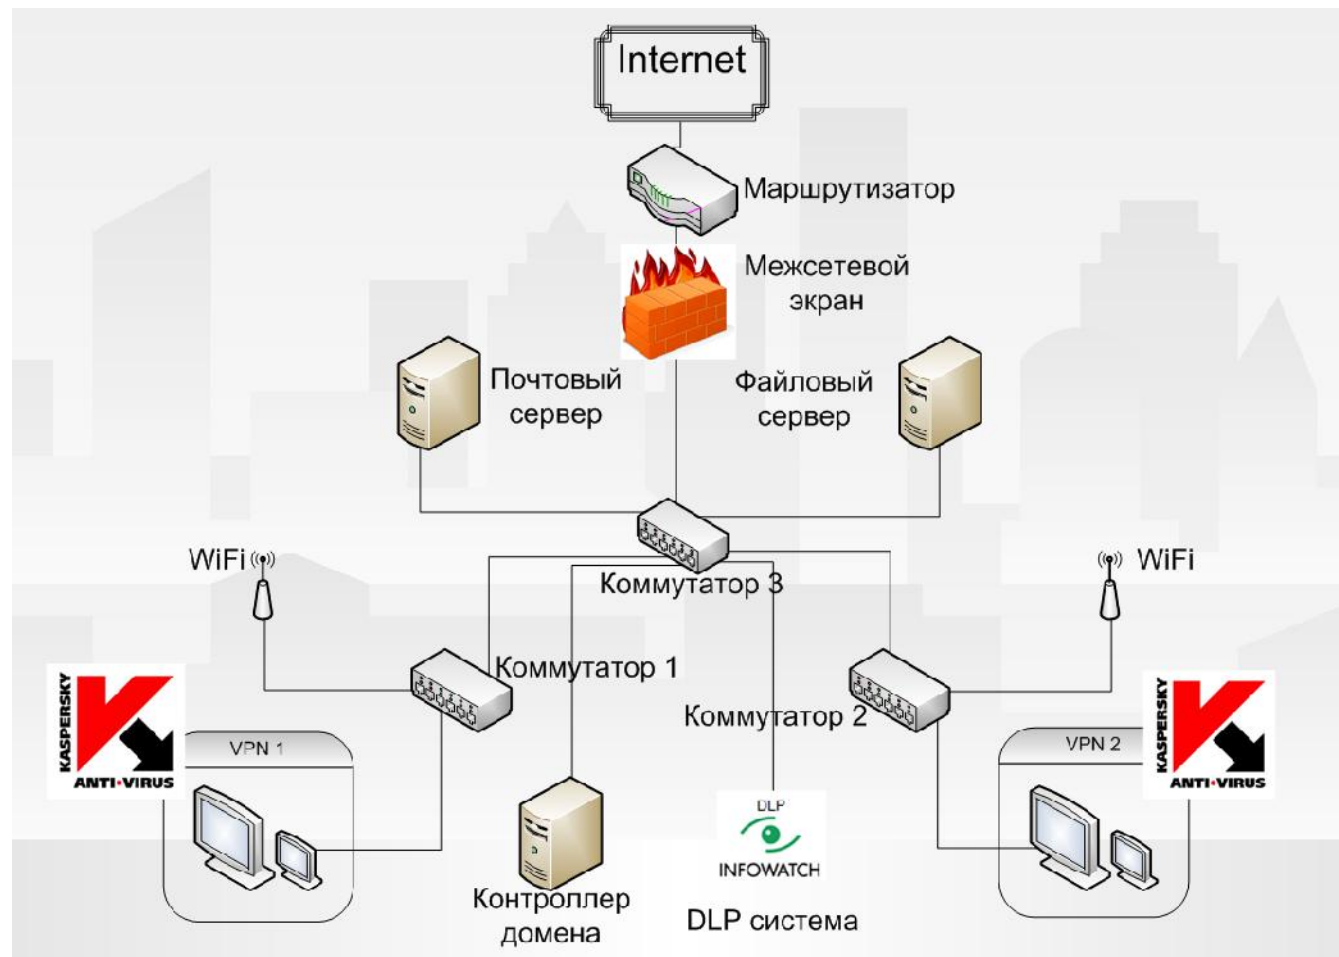 Internet
Маршрутизатор
Межсетевой
экран
Почтовый
сервер
Файловый
сервер
WiFi
WiFi
Коммутатор 3
Коммутатор 1
Коммутатор 2
KASPERSKY
ANTI•VIRUS
VPN 1
VPN 2
KASPERSKY
ANTI•VIRUS
DLP
INFOWATCH
Контроллер
домена
DLP система